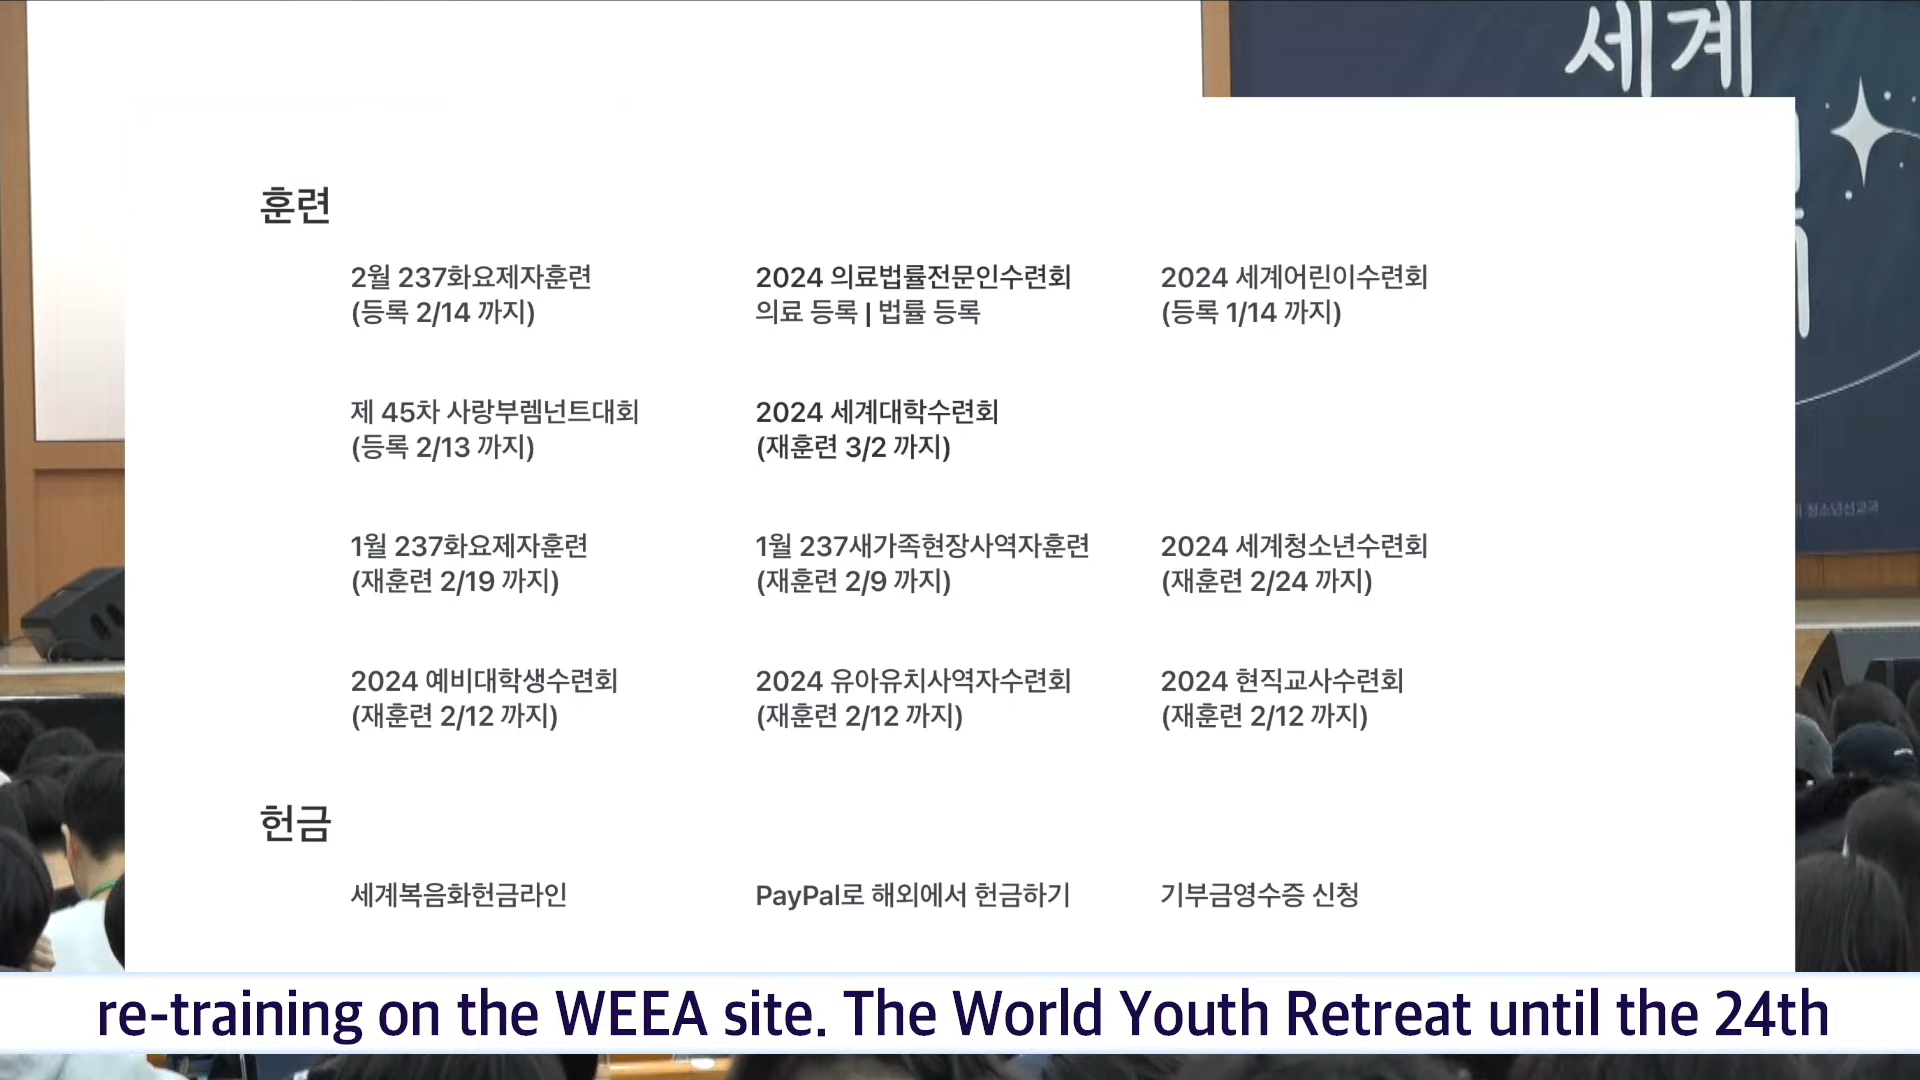 세계
훈련
2월 237화요제자훈련
(등록 2/14 까지)
2024 의료법률전문인수련회
의료 등록 | 법률 등록
2024 세계어린이수련회
(등록 1/14 까지)
제 45차 사랑부렘넌트대회
(등록 2/13 까지)
2024 세계대학수련회
(재훈련 3/2 까지)
1월 237화요제자훈련
(재훈련 2/19 까지)
1월 237새가족현장사역자훈련
(재훈련 2/9 까지)
2024 세계청소년수련회
(재훈련 2/24 까지)
2024 예비대학생수련회
(재훈련 2/12 까지)
2024 유아유치사역자수련회
(재훈련 2/12 까지)
2024 현직교사수련회
(재훈련 2/12 까지)
청소년선교국
헌금
세계복음화헌금라인
PayPal로 해외에서 헌금하기
기부금영수증 신청
re-training on the WEEA site. The World Youth Retreat until the 24th